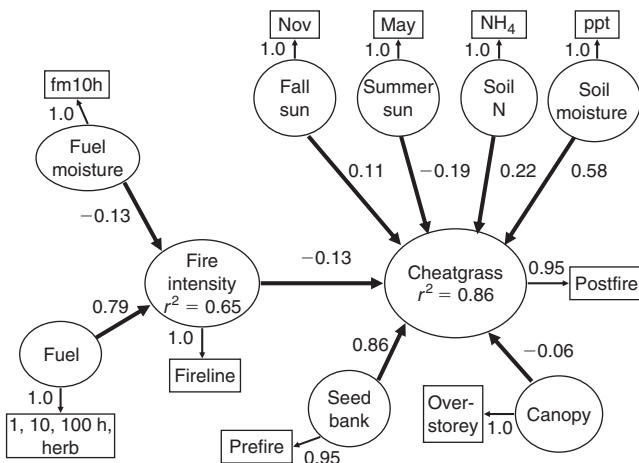 Nov
May
NH₄
ppt
1.0
1.0
1.0
1.0
fm10h
Fall
sun
Summer
sun
Soil
N
Soil
moisture
1.0
Fuel
moisture
0.11
−0.19
0.22
0.58
−0.13
Fire
intensity
r² = 0.65
−0.13
Cheatgrass
r² = 0.86
0.95
Postfire
0.79
Fuel
1.0
Fireline
0.86
−0.06
1.0
1, 10, 100 h,
herb
Seed
bank
Over-
storey
1.0
Canopy
Prefire
0.95